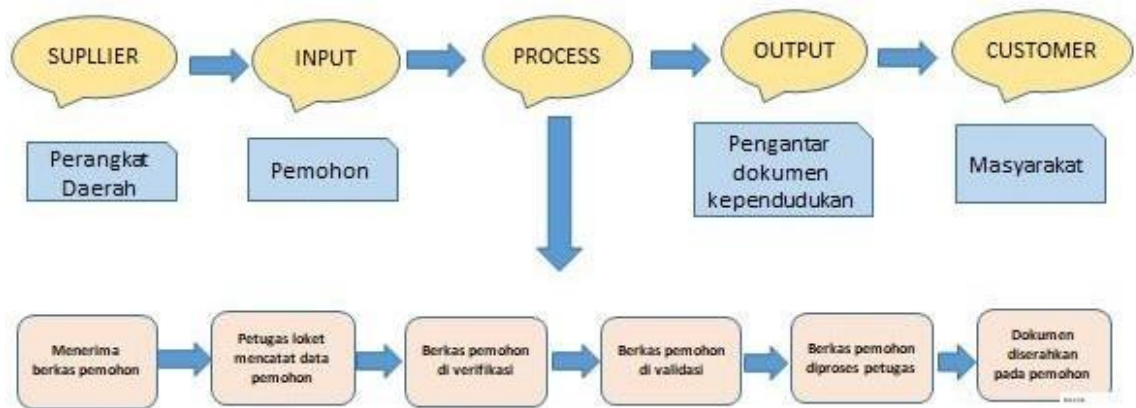 SUPLLIER
INPUT
PROCESS
OUTPUT
CUSTOMER
Perangkat
Daerah
Pemohon
Pengantar
dokumen
kependudukan
Masyarakat
Menerima
berkas pemohon
Petugas loket
mencatat data
pemohon
Berkas pemohon
di verifikasi
Berkas pemohon
di validasi
Berkas pemohon
diproses petugas
Dokumen
diserahkan
pada pemohon